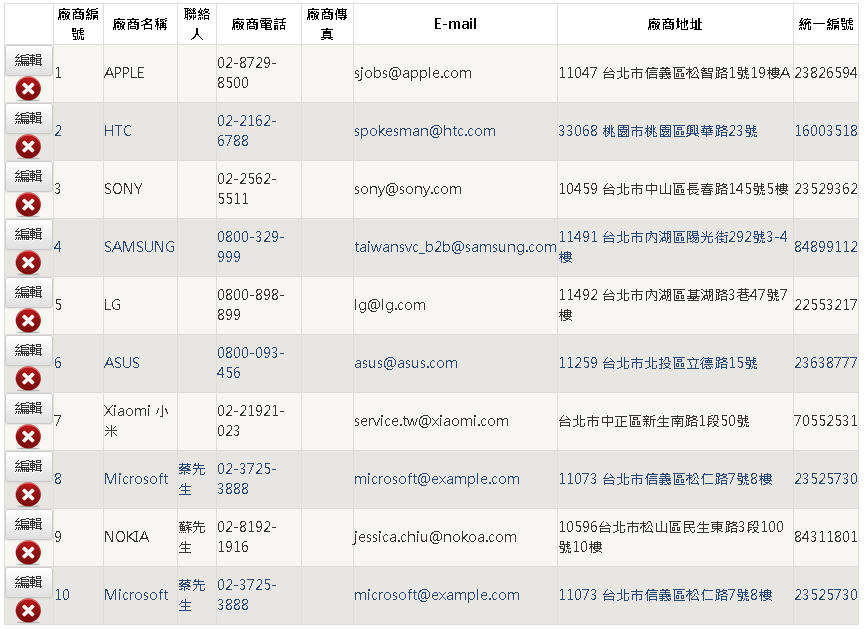 廠商編號 廠商名稱 聯絡人 廠商電話 廠商傳真 E-mail 廠商地址 統一編號
編輯 1 APPLE 02-8729-8500 sjobs@apple.com 11047 台北市信義區松智路1號19樓A 23826594
編輯 2 HTC 02-2162-6788 spokesman@htc.com 33068 桃園市桃園區興華路23號 16003518
編輯 3 SONY 02-2562-5511 sony@sony.com 10459 台北市中山區長春路145號5樓 23529362
編輯 4 SAMSUNG 0800-329-999 taiwansvc_b2b@samsung.com 11491 台北市內湖區陽光街292號3-4樓 84899112
編輯 5 LG 0800-898-899 lg@lg.com 11492 台北市內湖區基湖路3巷47號7樓 22553217
編輯 6 ASUS 0800-093-456 asus@asus.com 11259 台北市北投區立德路15號 23638777
編輯 7 Xiaomi 小米 02-21921-023 service.tw@xiaomi.com 台北市中正區新生南路1段50號 70552531
編輯 8 Microsoft 蔡先生 02-3725-3888 microsoft@example.com 11073 台北市信義區松仁路7號8樓 23525730
編輯 9 NOKIA 蘇先生 02-8192-1916 jessica.chiu@nokoa.com 10596台北市松山區民生東路3段100號10樓 84311801
編輯 10 Microsoft 蔡先生 02-3725-3888 microsoft@example.com 11073 台北市信義區松仁路7號8樓 23525730